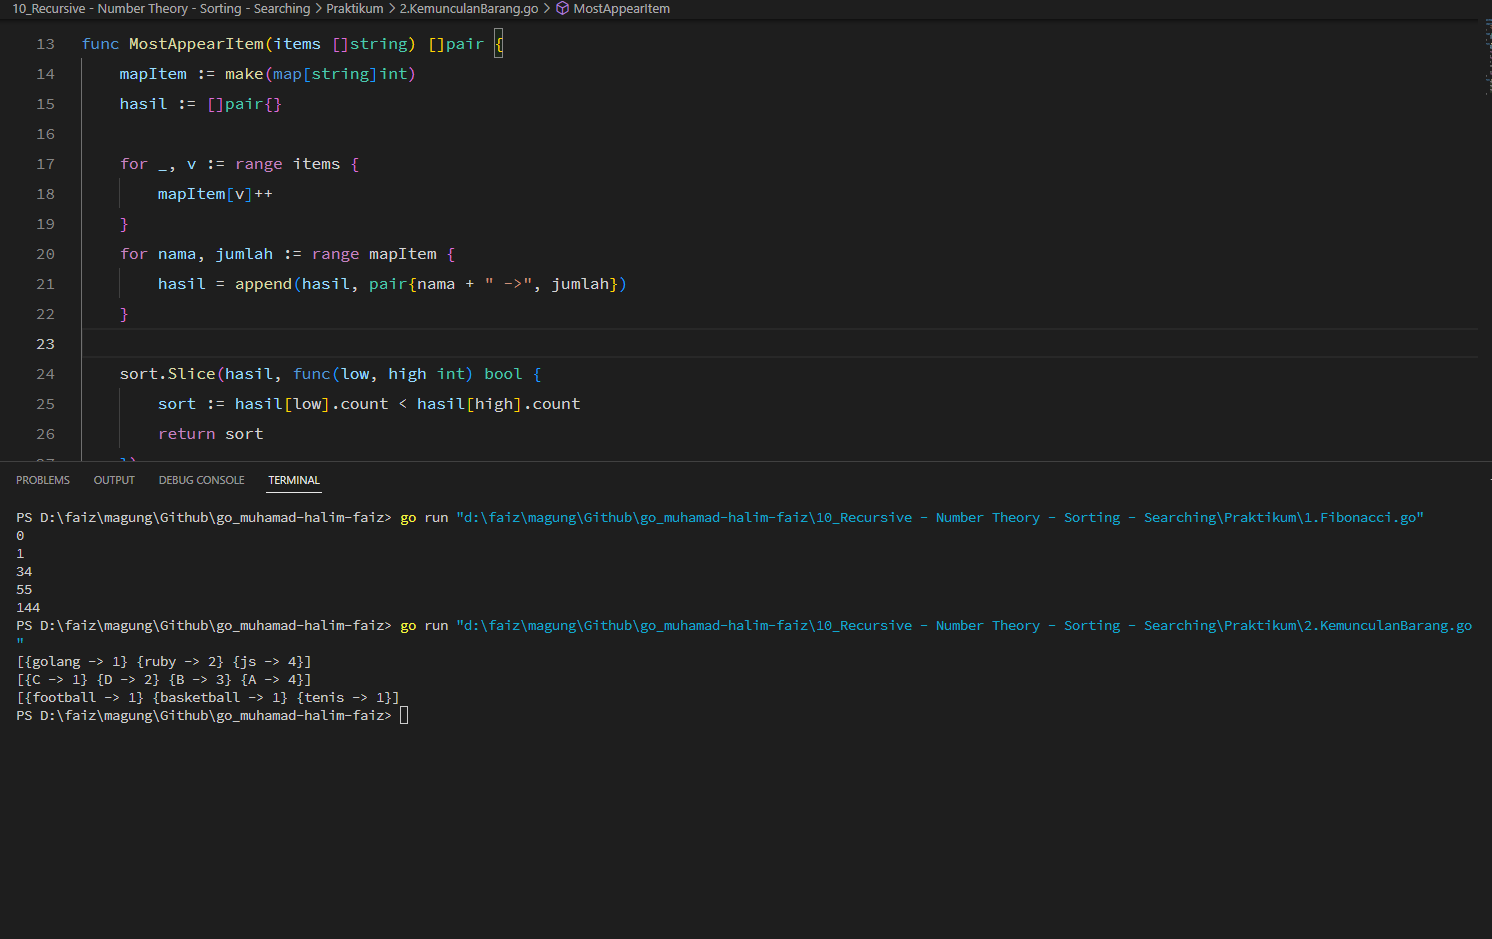 10_Recursive - Number Theory - Sorting - Searching > Praktikum > 2.KemunculanBarang.go > MostAppearItem
13 func MostAppearItem(items []string) []pair {
14 mapItem := make(map[string]int)
15 hasil := []pair{}
16
17 for _, v := range items {
18 mapItem[v]++
19 }
20 for nama, jumlah := range mapItem {
21 hasil = append(hasil, pair{nama + " ->", jumlah})
22 }
23
24 sort.Slice(hasil, func(low, high int) bool {
25 sort := hasil[low].count < hasil[high].count
26 return sort
PROBLEMS OUTPUT DEBUG CONSOLE TERMINAL
PS D:\faiz\magung\Github\go_muhamad-halim-faiz> go run "d:\faiz\magung\Github\go_muhamad-halim-faiz\10_Recursive - Number Theory - Sorting - Searching\Praktikum\1.Fibonacci.go"
0
1
34
55
144
PS D:\faiz\magung\Github\go_muhamad-halim-faiz> go run "d:\faiz\magung\Github\go_muhamad-halim-faiz\10_Recursive - Number Theory - Sorting - Searching\Praktikum\2.KemunculanBarang.go
"
[{golang -> 1} {ruby -> 2} {js -> 4}]
[{C -> 1} {D -> 2} {B -> 3} {A -> 4}]
[{football -> 1} {basketball -> 1} {tenis -> 1}]
PS D:\faiz\magung\Github\go_muhamad-halim-faiz>